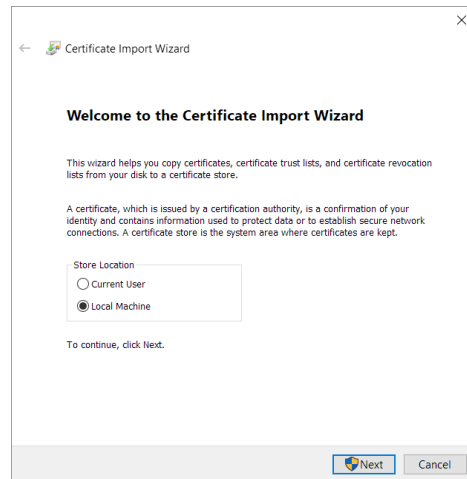 Certificate Import Wizard
Welcome to the Certificate Import Wizard
This wizard helps you copy certificates, certificate trust lists, and certificate revocation
lists from your disk to a certificate store.
A certificate, which is issued by a certification authority, is a confirmation of your
identity and contains information used to protect data or to establish secure network
connections. A certificate store is the system area where certificates are kept.
Store Location
Current User
Local Machine
To continue, click Next.
Next Cancel